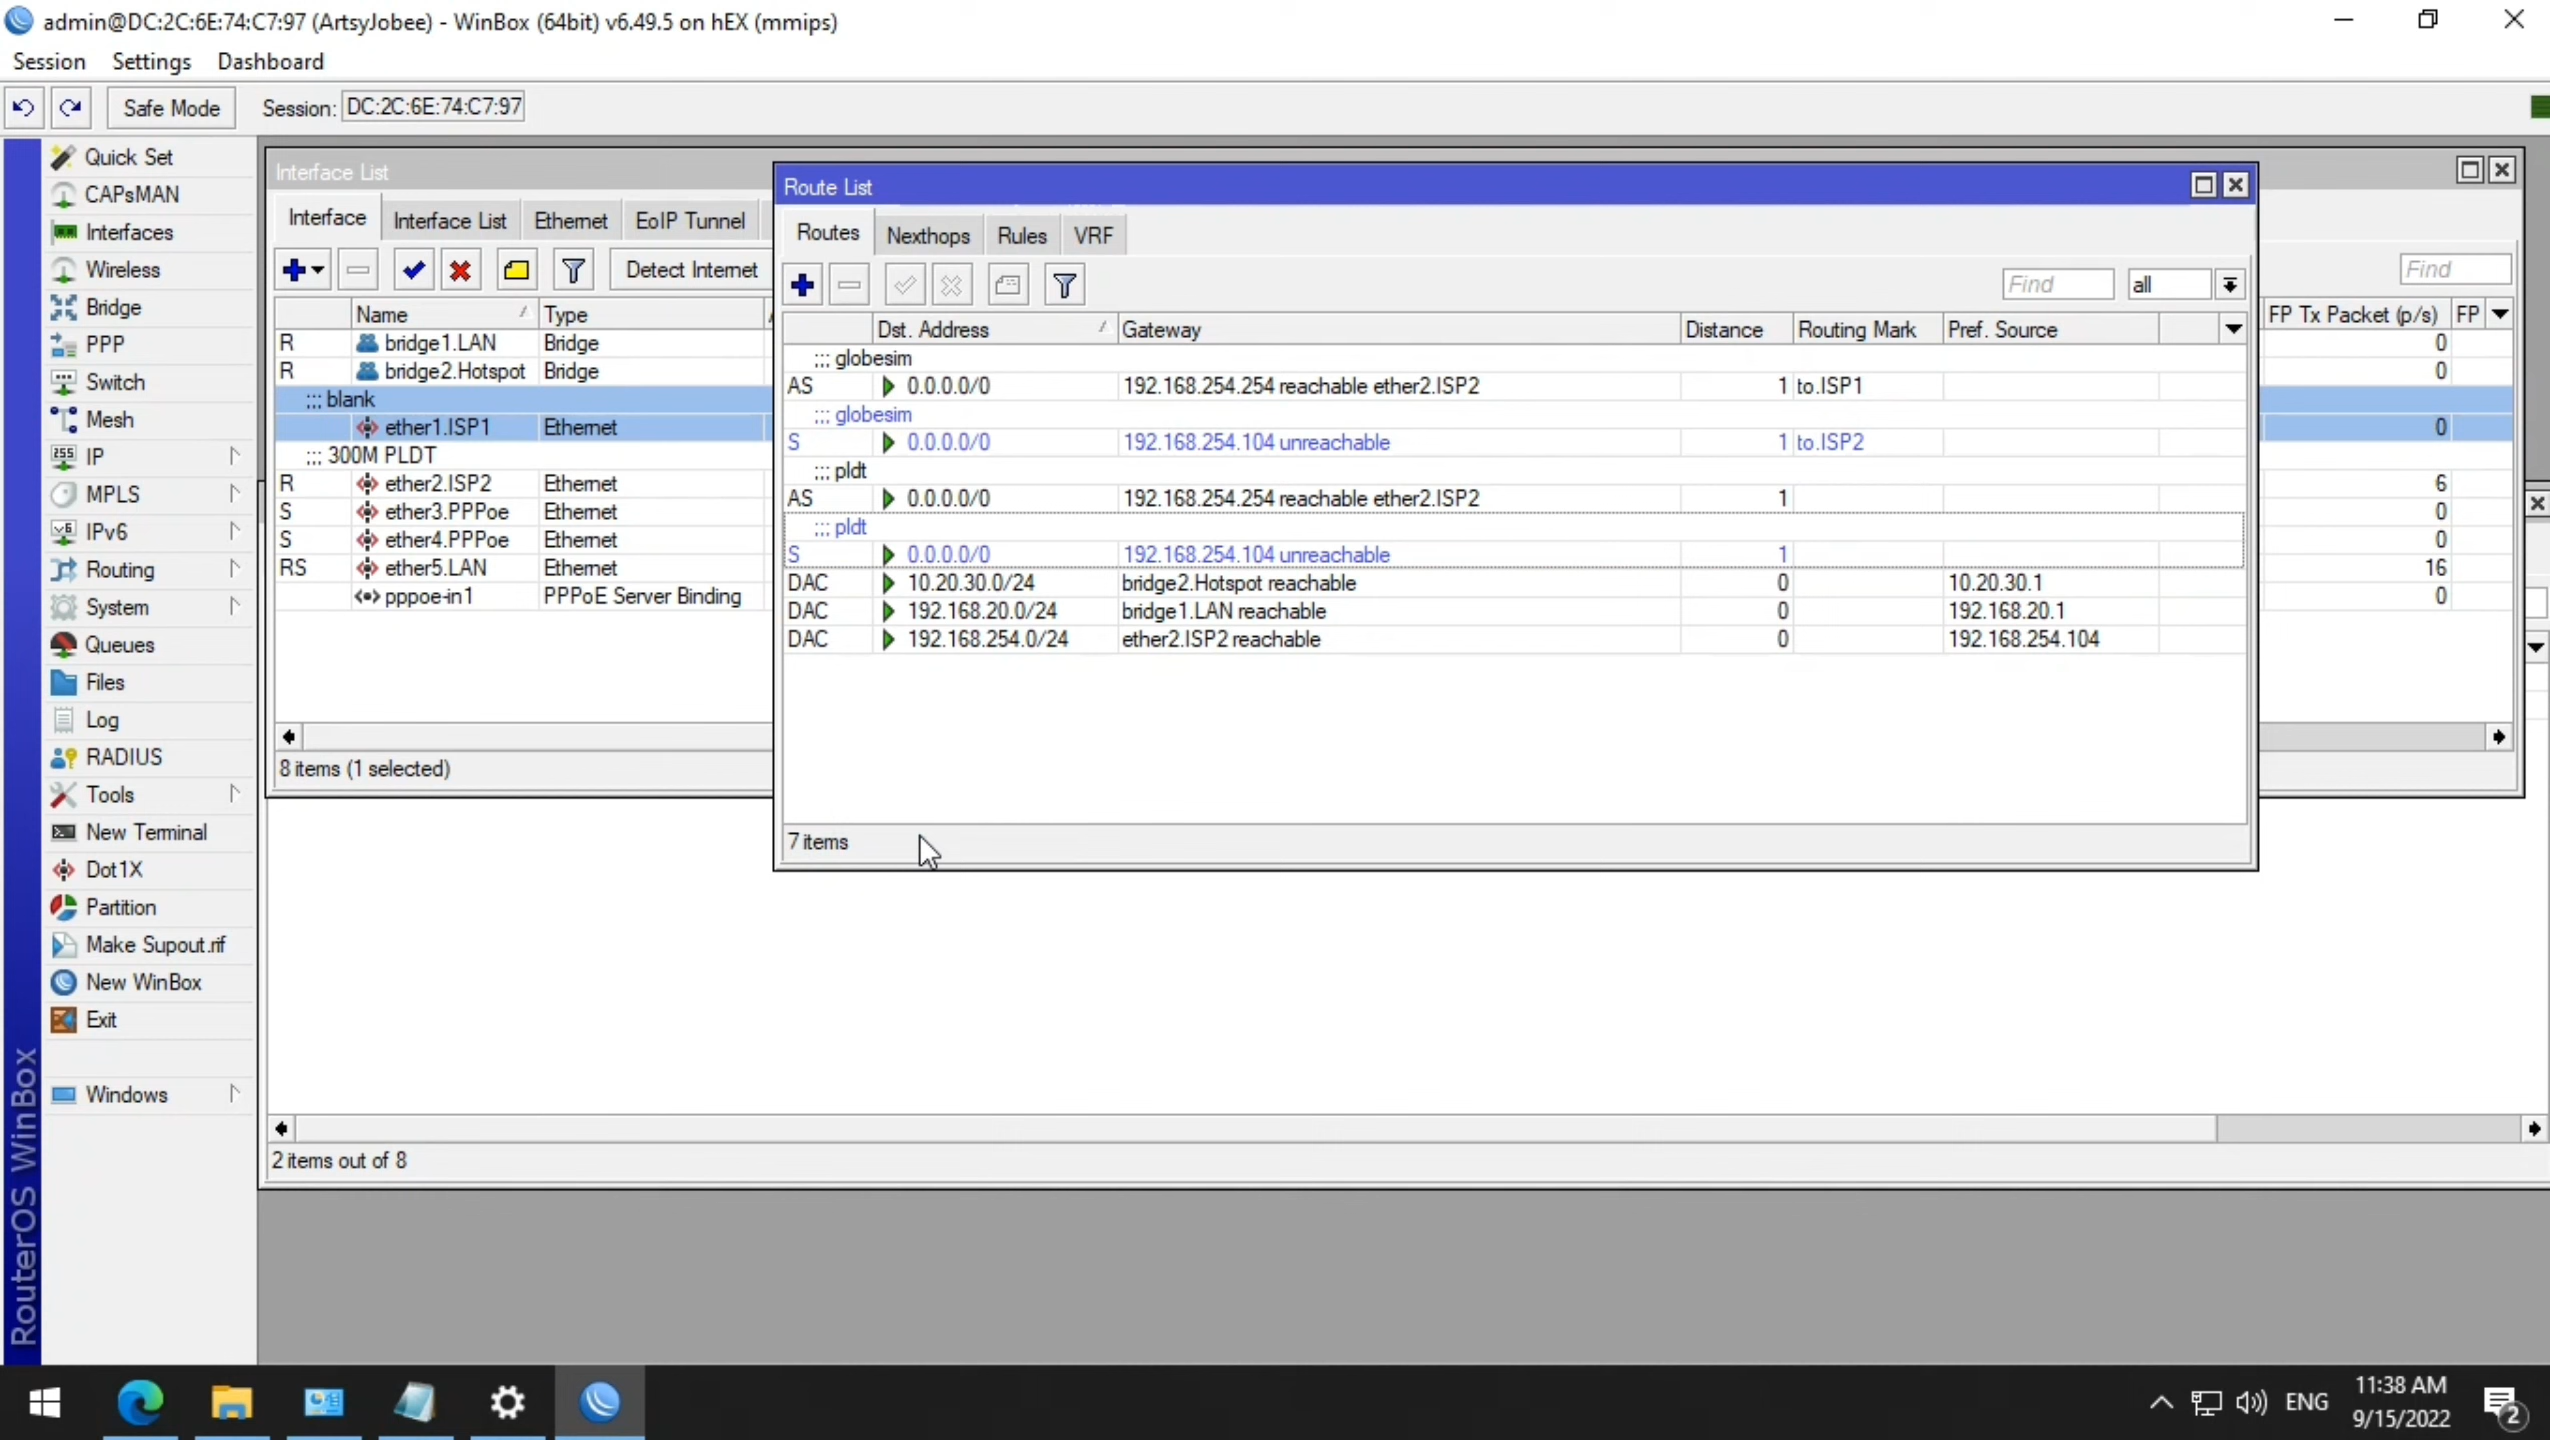 admin@DC:2C:6E:74:C7:97 (ArtsyJobee) - WinBox (64bit) v6.49.5 on hEX (mmips)
Session Settings Dashboard
Safe Mode Session: DC:2C:6E:74:C7:97
Quick Set
CAPsMAN
Interfaces
Wireless
Bridge
PPP
Switch
Mesh
IP
MPLS
IPv6
Routing
System
Queues
Files
Log
RADIUS
Tools
New Terminal
Dot1X
Partition
Make Supout.rif
New WinBox
Exit
Windows
RouterOS WinBox
Interface List
Interface Interface List Ethernet EoIP Tunnel
Detect Internet
Name Type
R bridge1.LAN Bridge
R bridge2.Hotspot Bridge
;;; blank
ether1.ISP1 Ethernet
;;; 300M PLDT
R ether2.ISP2 Ethernet
S ether3.PPPoe Ethernet
S ether4.PPPoe Ethernet
RS ether5.LAN Ethernet
pppoe-in1 PPPoE Server Binding
8 items (1 selected)
Route List
Routes Nexthops Rules VRF
Find all
Dst. Address Gateway Distance Routing Mark Pref. Source
;;; globesim
AS 0.0.0.0/0 192.168.254.254 reachable ether2.ISP2 1 to.ISP1
;;; globesim
S 0.0.0.0/0 192.168.254.104 unreachable 1 to.ISP2
;;; pldt
AS 0.0.0.0/0 192.168.254.254 reachable ether2.ISP2 1
;;; pldt
S 0.0.0.0/0 192.168.254.104 unreachable 1
DAC 10.20.30.0/24 bridge2.Hotspot reachable 0 10.20.30.1
DAC 192.168.20.0/24 bridge1.LAN reachable 0 192.168.20.1
DAC 192.168.254.0/24 ether2.ISP2 reachable 0 192.168.254.104
7 items
Find
FP Tx Packet (p/s) FP
0
0
0
6
0
0
16
0
2 items out of 8
ENG
11:38 AM
9/15/2022
2